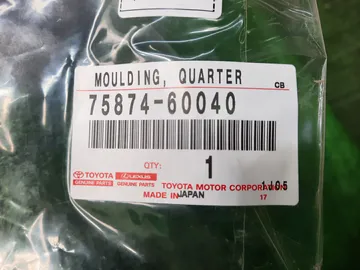 MOULDING, QUARTER
CB
75874-60040
QTY: 1
TOYOTA LEXUS
GENUINE PARTS GENUINE PARTS TOYOTA MOTOR CORPORATION 1J05
MADE IN JAPAN 17